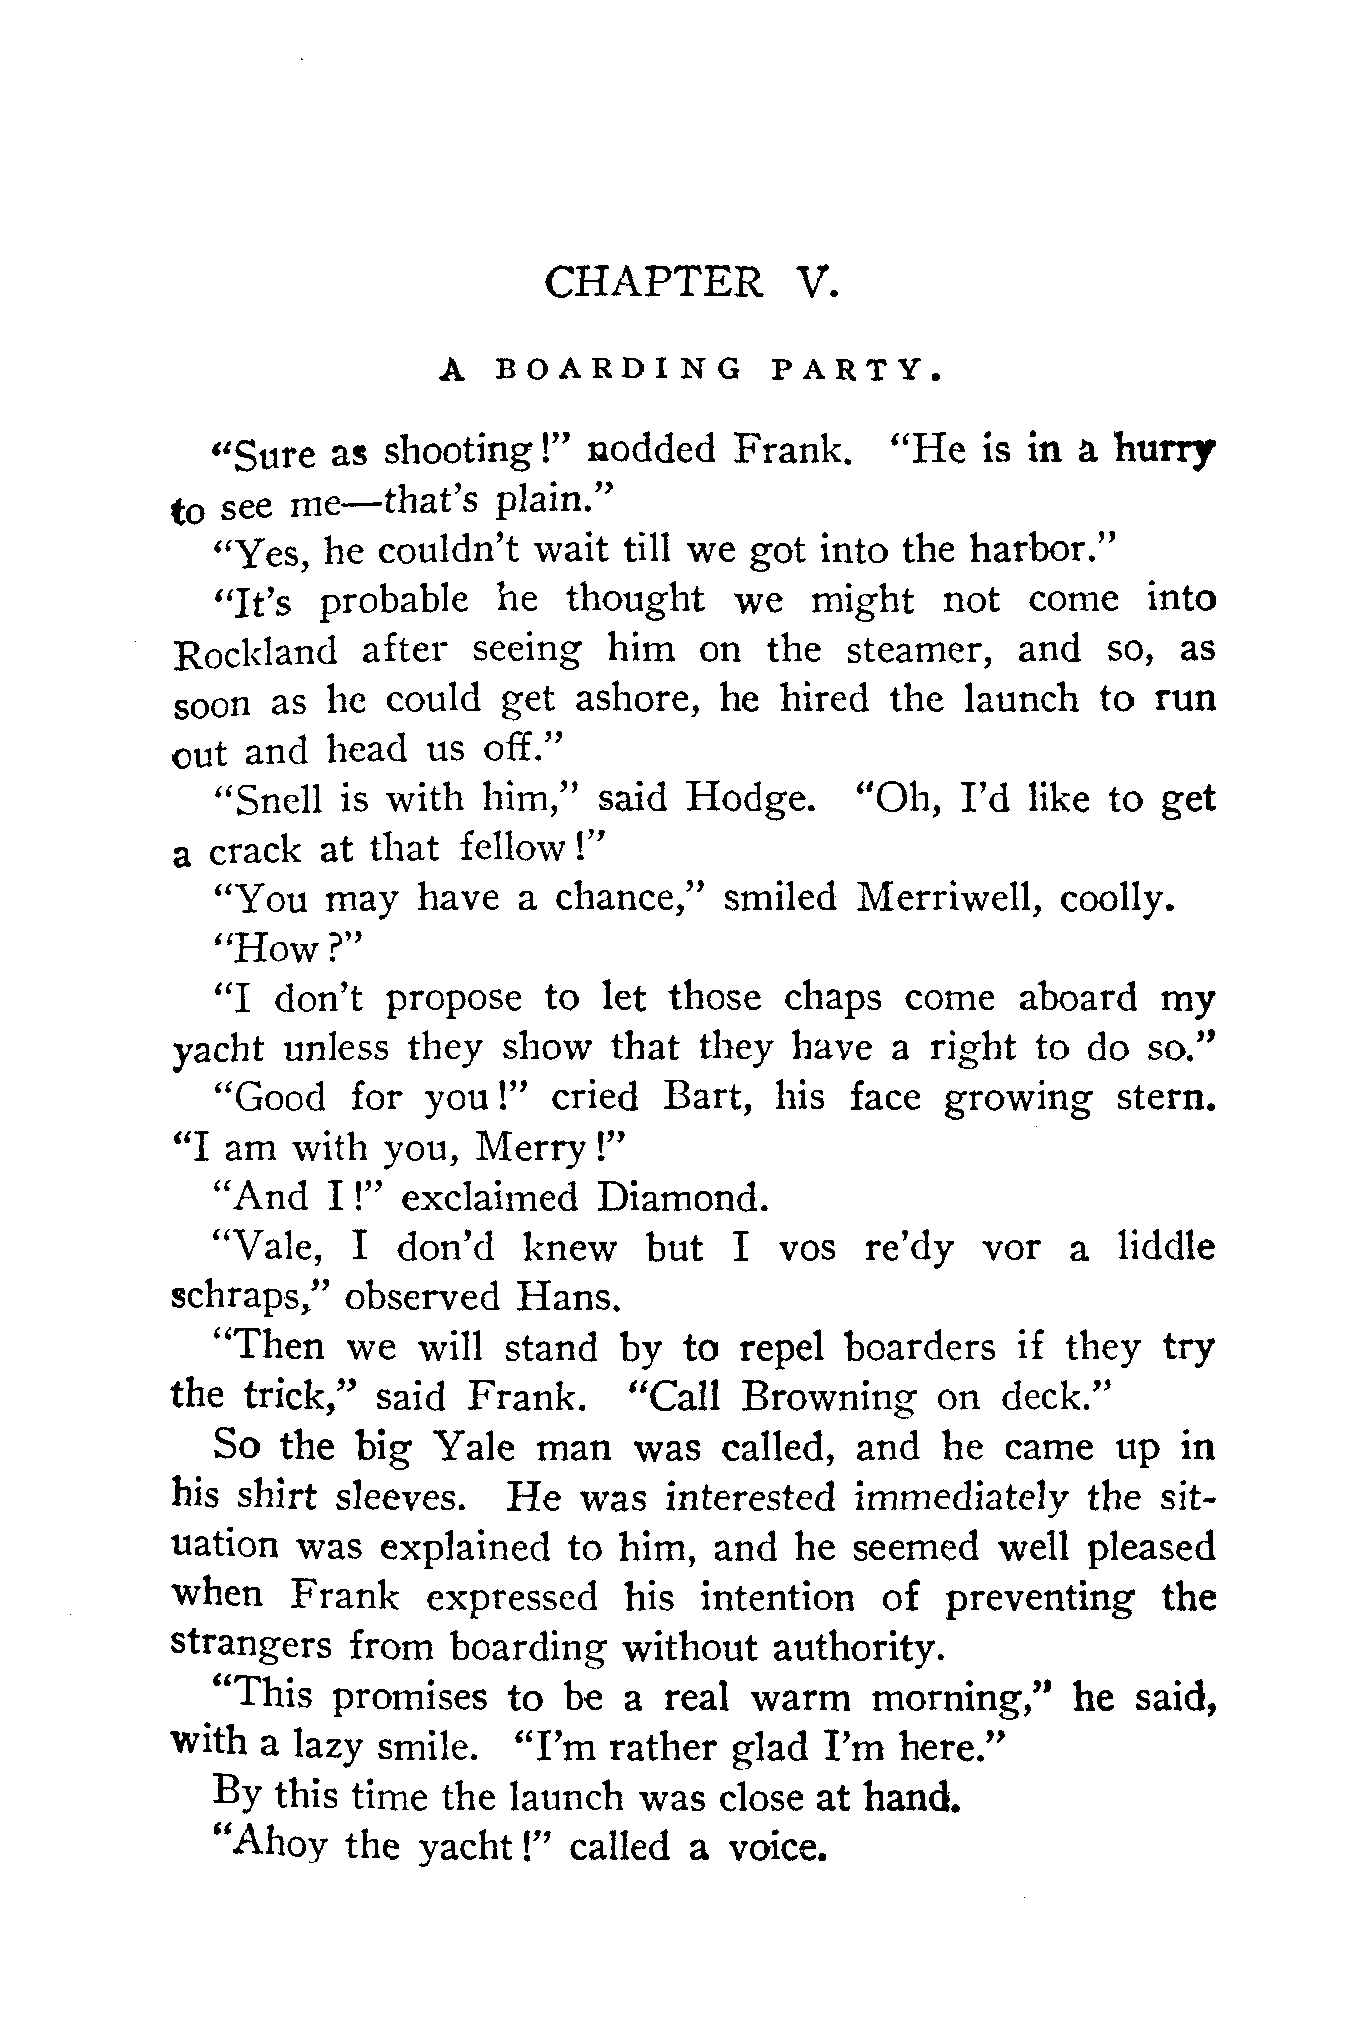 CHAPTER V.
A BOARDING PARTY.
“Sure as shooting!” nodded Frank. “He is in a hurry
to see me—that’s plain.”
“Yes, he couldn’t wait till we got into the harbor.”
“It’s probable he thought we might not come into
Rockland after seeing him on the steamer, and so, as
soon as he could get ashore, he hired the launch to run
out and head us off.”
“Snell is with him,” said Hodge. “Oh, I’d like to get
a crack at that fellow!”
“You may have a chance,” smiled Merriwell, coolly.
“How?”
“I don’t propose to let those chaps come aboard my
yacht unless they show that they have a right to do so.”
“Good for you!” cried Bart, his face growing stern.
“I am with you, Merry!”
“And I!” exclaimed Diamond.
“Vale, I don’d knew but I vos re’dy vor a liddle
schraps,” observed Hans.
“Then we will stand by to repel boarders if they try
the trick,” said Frank. “Call Browning on deck.”
So the big Yale man was called, and he came up in
his shirt sleeves. He was interested immediately the sit-
uation was explained to him, and he seemed well pleased
when Frank expressed his intention of preventing the
strangers from boarding without authority.
“This promises to be a real warm morning,” he said,
with a lazy smile. “I’m rather glad I’m here.”
By this time the launch was close at hand.
“Ahoy the yacht!” called a voice.